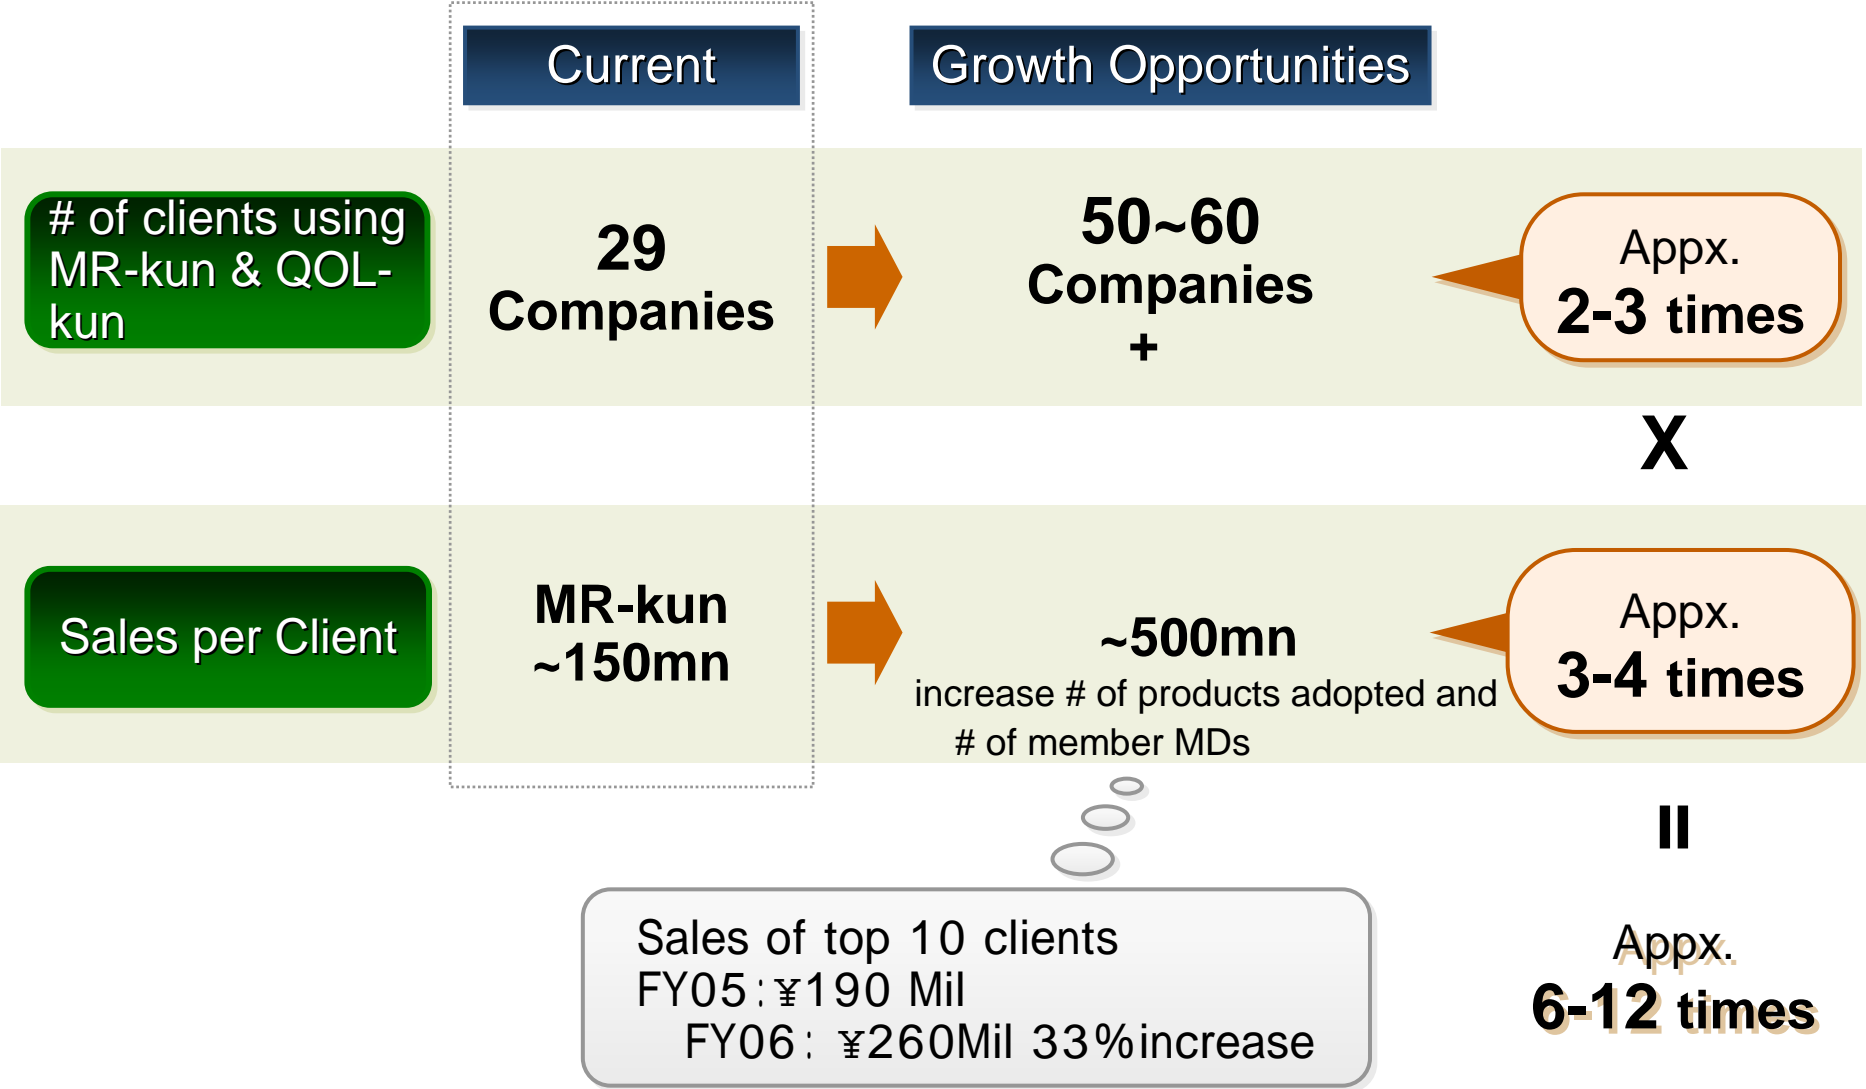 Current
Growth Opportunities
# of clients using
MR-kun & QOL-
kun
29
Companies
50~60
Companies
+
Appx.
2-3 times
X
Sales per Client
MR-kun
~150mn
~500mn
increase # of products adopted and
# of member MDs
Appx.
3-4 times
=
Sales of top 10 clients
FY05:¥190 Mil
FY06: ¥260Mil 33%increase
Appx.
6-12 times